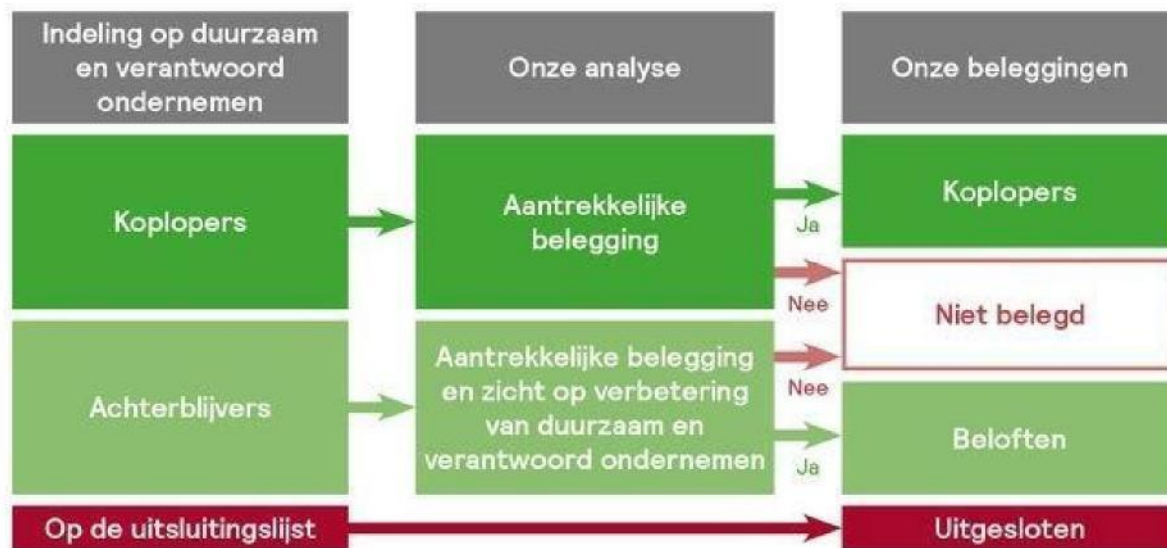 Indeling op duurzaam
en verantwoord
ondernemen
Onze analyse
Onze beleggingen
Koplopers
Aantrekkelijke
belegging
Ja
Nee
Koplopers
Niet belegd
Achterblijvers
Aantrekkelijke belegging
en zicht op verbetering
van duurzaam en
verantwoord ondernemen
Nee
Ja
Beloften
Op de uitsluitingslijst
Uitgesloten